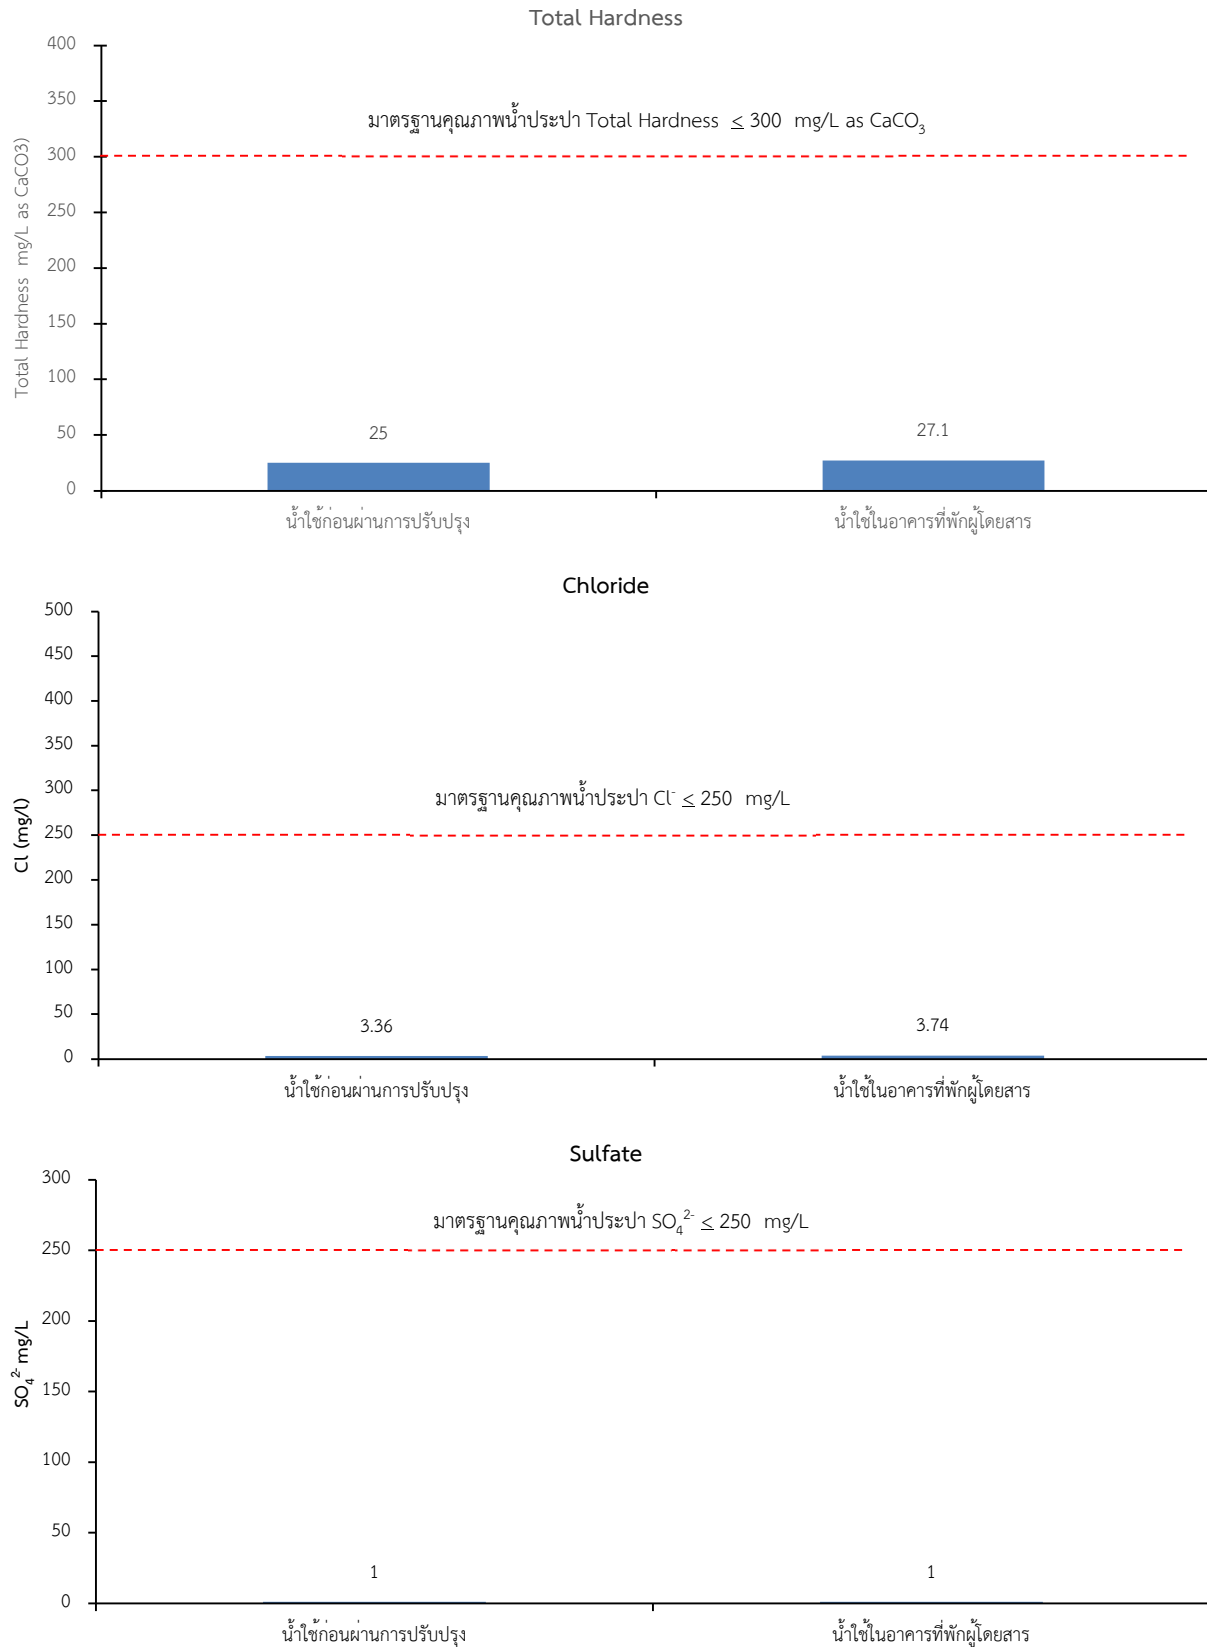 Total Hardness
400
350
มาตรฐานคุณภาพน้ำประปา Total Hardness ≤ 300 mg/L as CaCO₃
300
250
200
150
100
50
0
Total Hardness mg/L as CaCO3)
25
27.1
น้ำใช้ก่อนผ่านการปรับปรุง
น้ำใช้ในอาคารที่พักผู้โดยสาร
Chloride
500
450
400
350
300
250
200
150
100
50
0
มาตรฐานคุณภาพน้ำประปา Cl⁻ ≤ 250 mg/L
Cl (mg/l)
3.36
3.74
น้ำใช้ก่อนผ่านการปรับปรุง
น้ำใช้ในอาคารที่พักผู้โดยสาร
Sulfate
300
250
200
150
100
50
0
มาตรฐานคุณภาพน้ำประปา SO₄²⁻ ≤ 250 mg/L
SO₄²⁻ mg/L
1
1
น้ำใช้ก่อนผ่านการปรับปรุง
น้ำใช้ในอาคารที่พักผู้โดยสาร